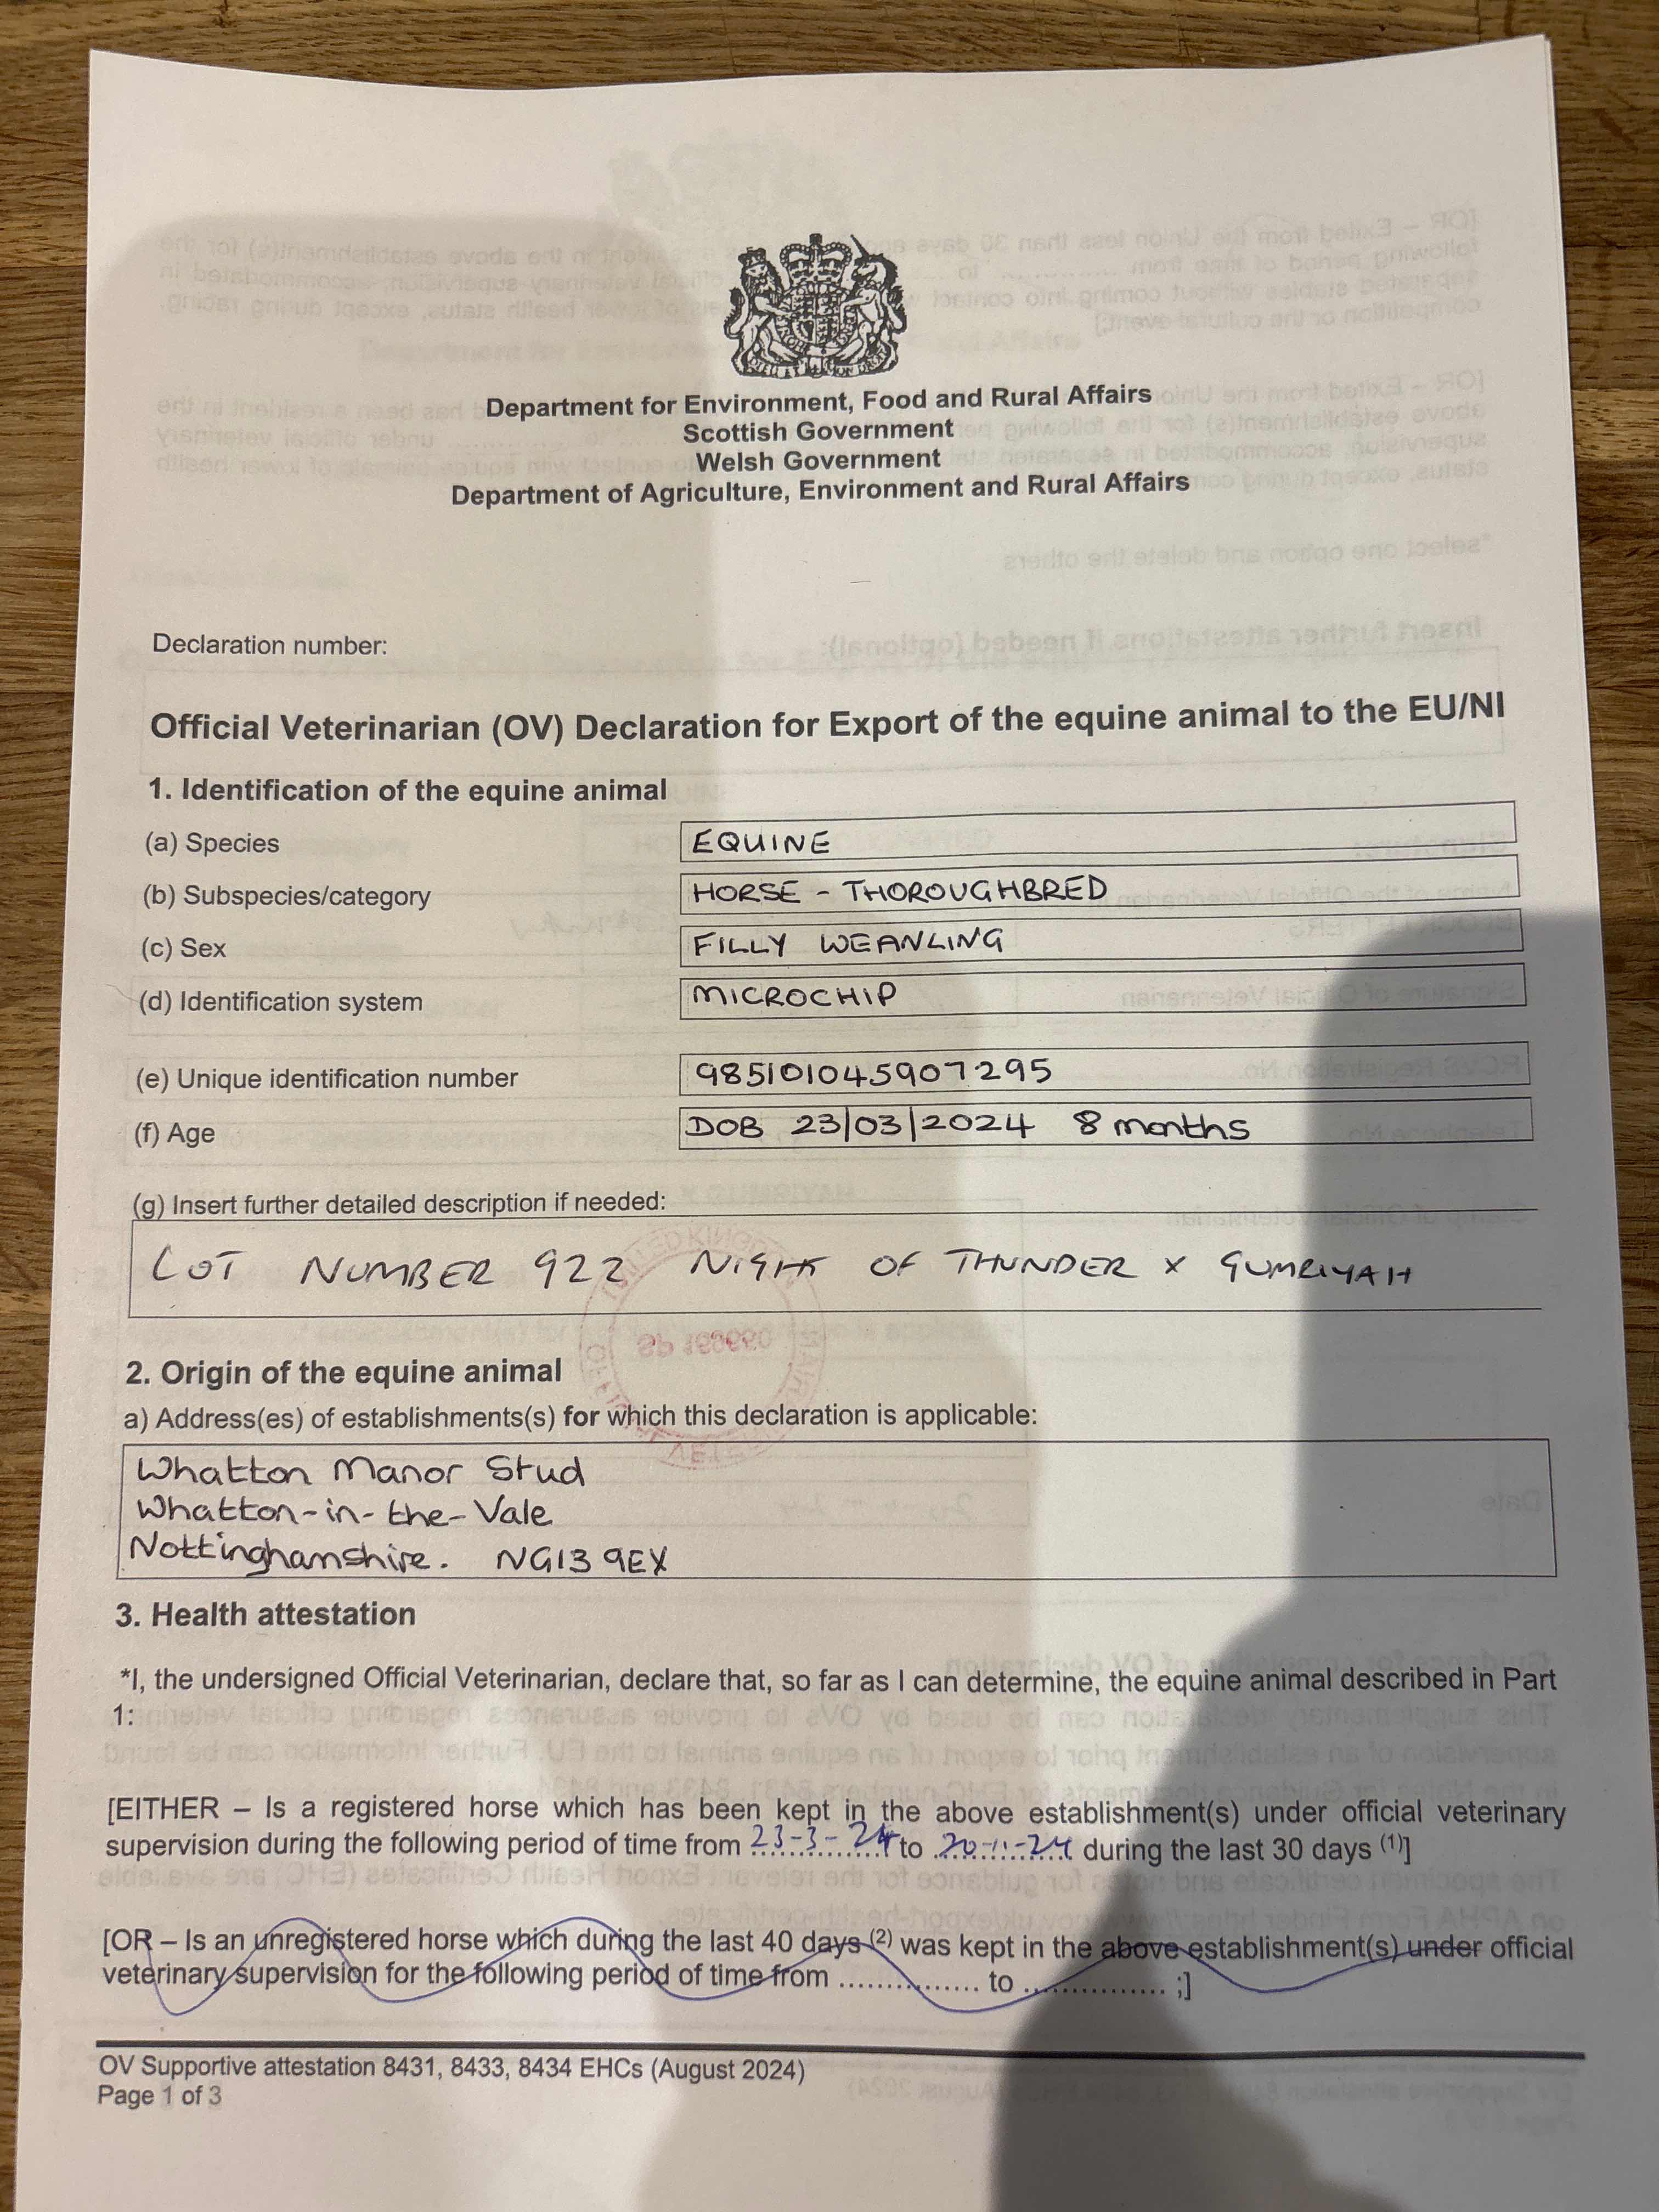 Department for Environment, Food and Rural Affairs
Scottish Government
Welsh Government
Department of Agriculture, Environment and Rural Affairs
Declaration number:
Official Veterinarian (OV) Declaration for Export of the equine animal to the EU/NI
1. Identification of the equine animal
(a) Species EQUINE
(b) Subspecies/category HORSE - THOROUGHBRED
(c) Sex FILLY WEANLING
(d) Identification system MICROCHIP
(e) Unique identification number 985101045907295
(f) Age DOB 23/03/2024 8 months
(g) Insert further detailed description if needed:
LOT NUMBER 922 NIGHT OF THUNDER X GUMRIYAH
2. Origin of the equine animal
a) Address(es) of establishments(s) for which this declaration is applicable:
Whatton Manor Stud
Whatton-in-the-Vale
Nottinghamshire. NG13 9EX
3. Health attestation
*I, the undersigned Official Veterinarian, declare that, so far as I can determine, the equine animal described in Part
1:
[EITHER – Is a registered horse which has been kept in the above establishment(s) under official veterinary
supervision during the following period of time from 23-3-24 to 20-11-24 during the last 30 days (1)]
[OR – Is an unregistered horse which during the last 40 days (2) was kept in the above establishment(s) under official
veterinary supervision for the following period of time from ............... to ............... ;]
OV Supportive attestation 8431, 8433, 8434 EHCs (August 2024)
Page 1 of 3